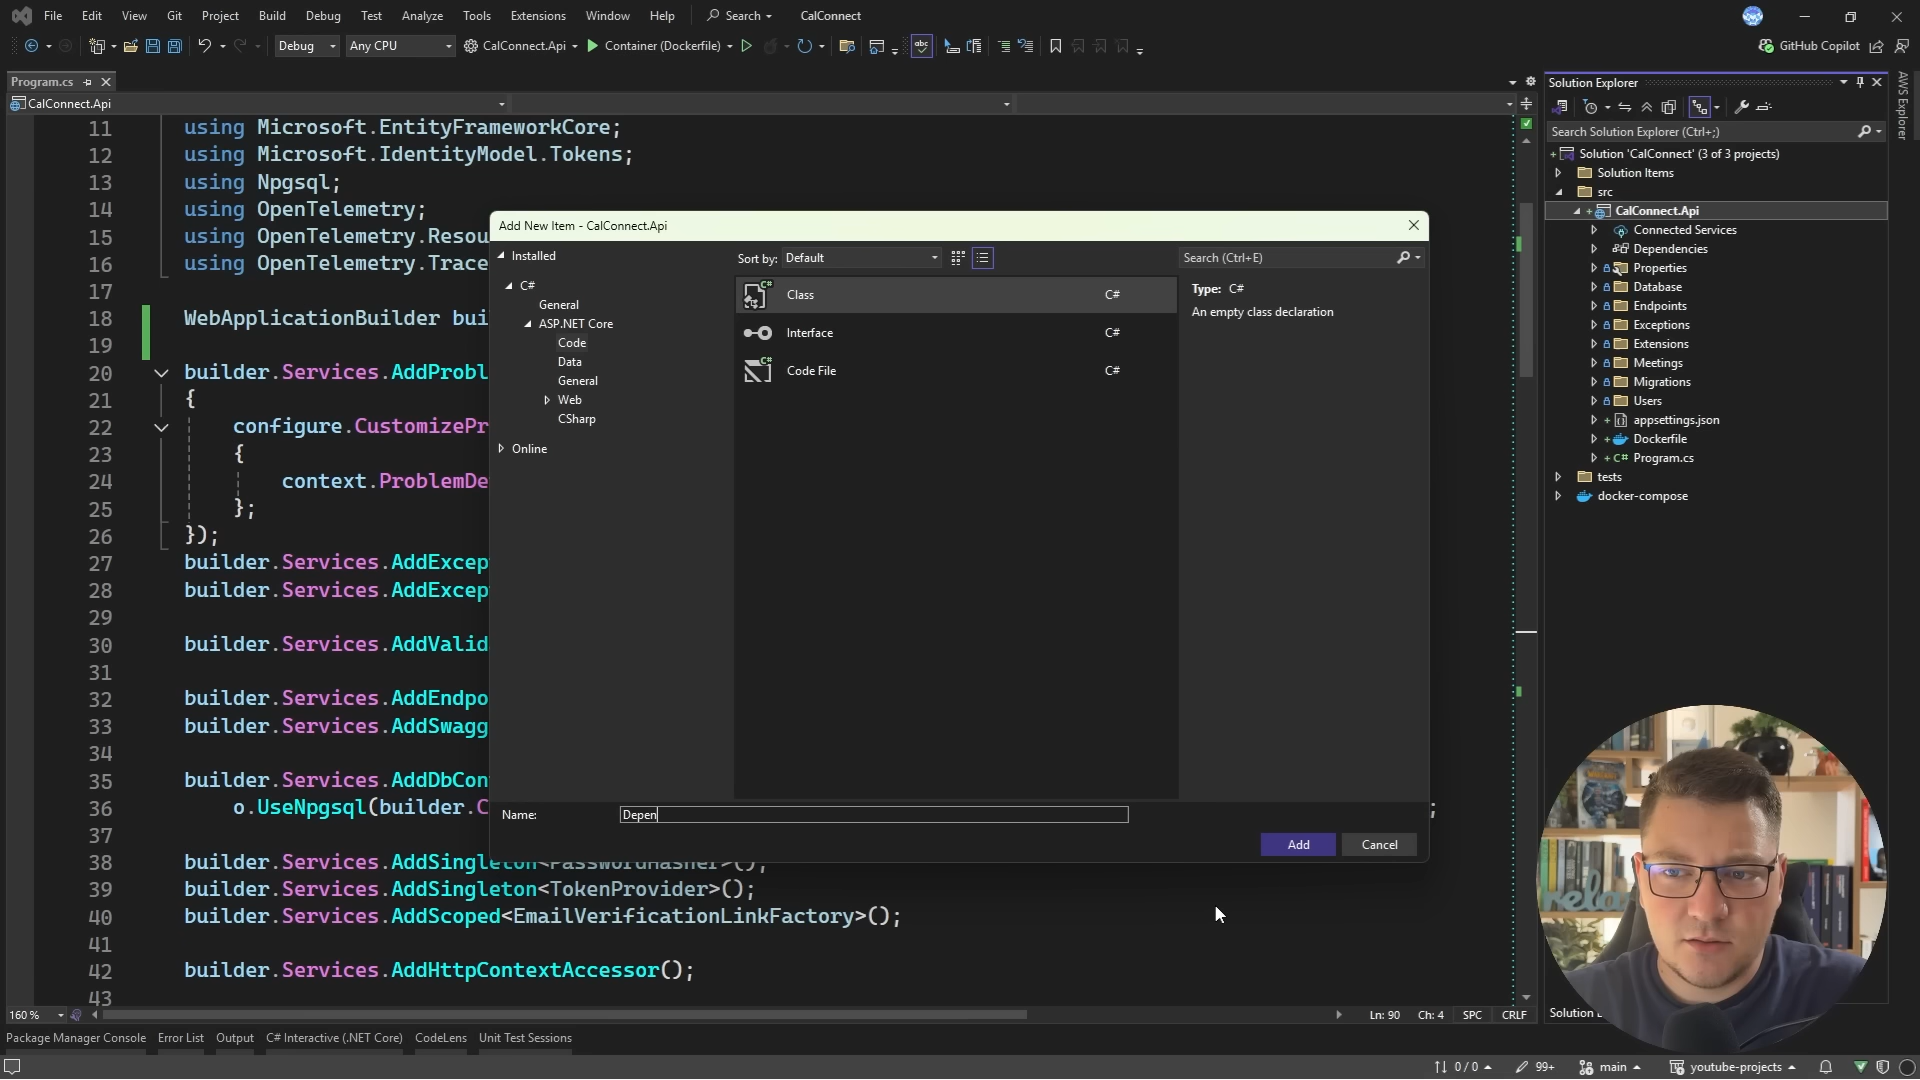 File Edit View Git Project Build Debug Test Analyze Tools Extensions Window Help Search CalConnect
Debug Any CPU CalConnect.Api Container (Dockerfile) abc GitHub Copilot
Program.cs
CalConnect.Api
11 using Microsoft.EntityFrameworkCore;
12 using Microsoft.IdentityModel.Tokens;
13 using Npgsql;
14 using OpenTelemetry;
15 using OpenTelemetry.Resou
16 using OpenTelemetry.Trace
17
18 WebApplicationBuilder bui
19
20 builder.Services.AddProbl
21 {
22 configure.CustomizePr
23 {
24 context.ProblemDe
25 };
26 });
27 builder.Services.AddExcep
28 builder.Services.AddExcep
29
30 builder.Services.AddValid
31
32 builder.Services.AddEndpo
33 builder.Services.AddSwagg
34
35 builder.Services.AddDbCon
36 o.UseNpgsql(builder.C ;
37
38 builder.Services.AddSingleton<PasswordHasher>();
39 builder.Services.AddSingleton<TokenProvider>();
40 builder.Services.AddScoped<EmailVerificationLinkFactory>();
41
42 builder.Services.AddHttpContextAccessor();
43
Add New Item - CalConnect.Api
Installed
C#
General
ASP.NET Core
Code
Data
General
Web
CSharp
Online
Sort by: Default
Search (Ctrl+E)
Class C#
Interface C#
Code File C#
Type: C#
An empty class declaration
Name: Depen
Add Cancel
Solution Explorer
Search Solution Explorer (Ctrl+;)
Solution 'CalConnect' (3 of 3 projects)
Solution Items
src
CalConnect.Api
Connected Services
Dependencies
Properties
Database
Endpoints
Exceptions
Extensions
Meetings
Migrations
Users
appsettings.json
Dockerfile
Program.cs
tests
docker-compose
AWS Explorer
160 % Ln: 90 Ch: 4 SPC CRLF
Solution
Package Manager Console Error List Output C# Interactive (.NET Core) CodeLens Unit Test Sessions
0 / 0 99+ main youtube-projects